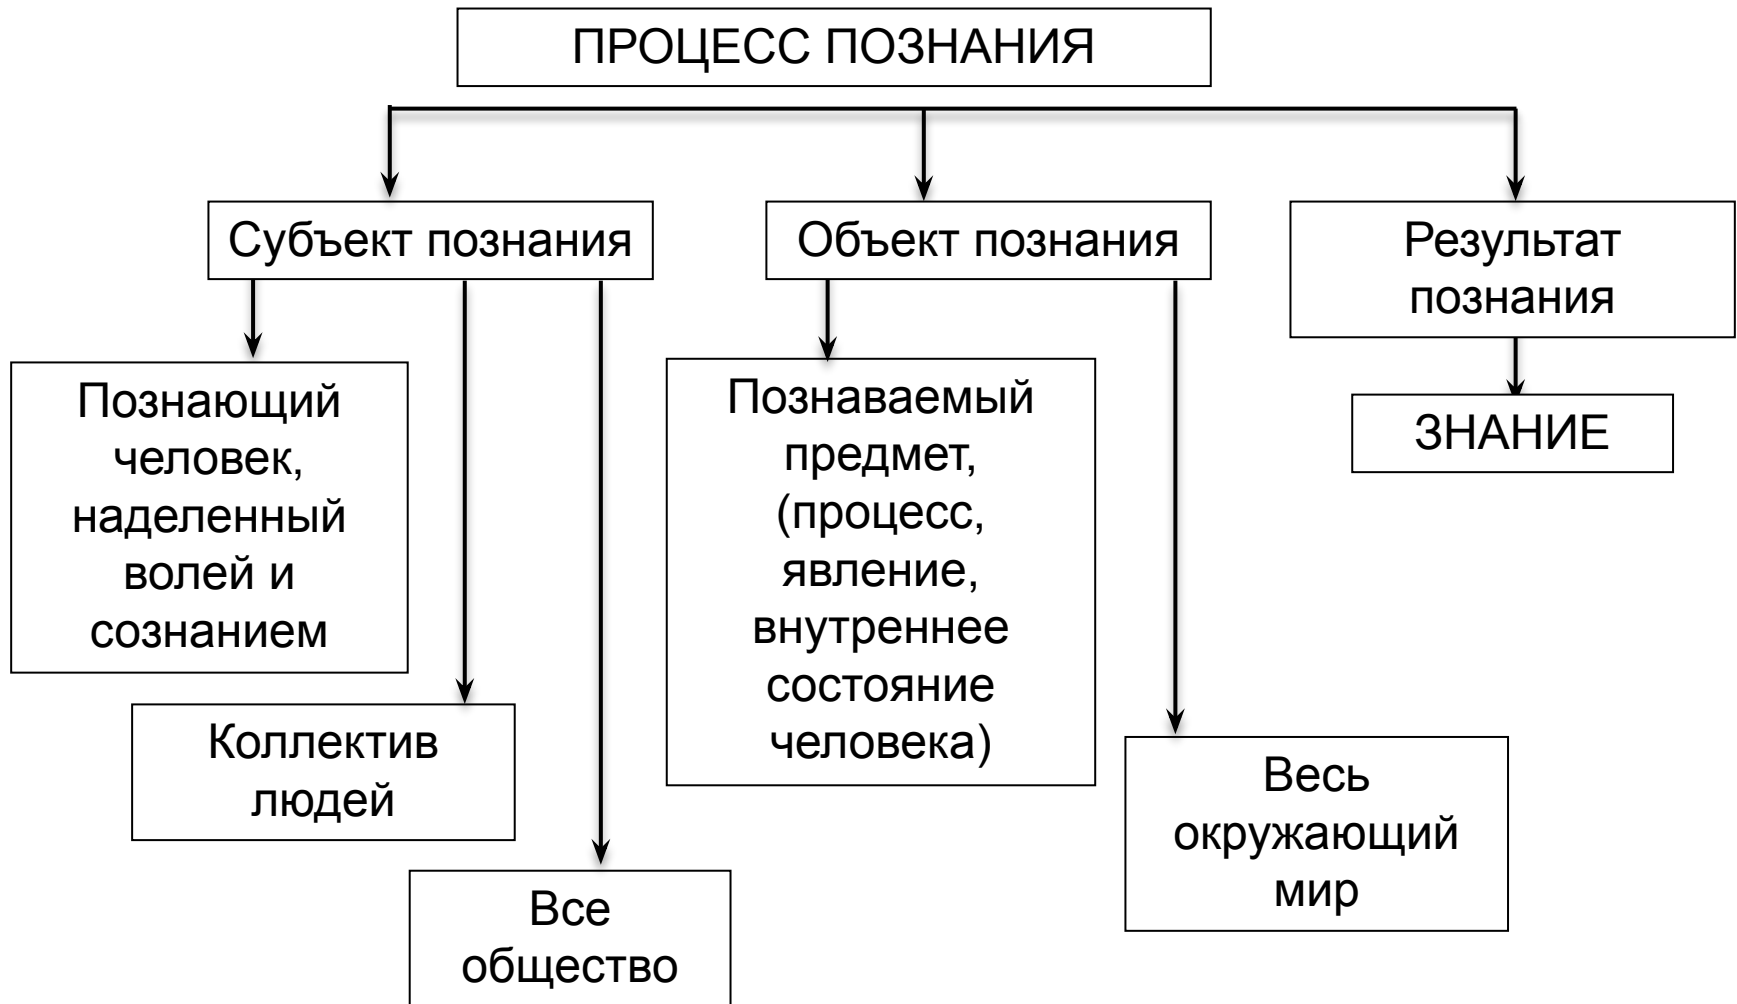 ПРОЦЕСС ПОЗНАНИЯ
Субъект познания
Объект познания
Результат
познания
Познающий
человек,
наделенный
волей и
сознанием
Коллектив
людей
Все
общество
Познаваемый
предмет,
(процесс,
явление,
внутреннее
состояние
человека)
Весь
окружающий
мир
ЗНАНИЕ